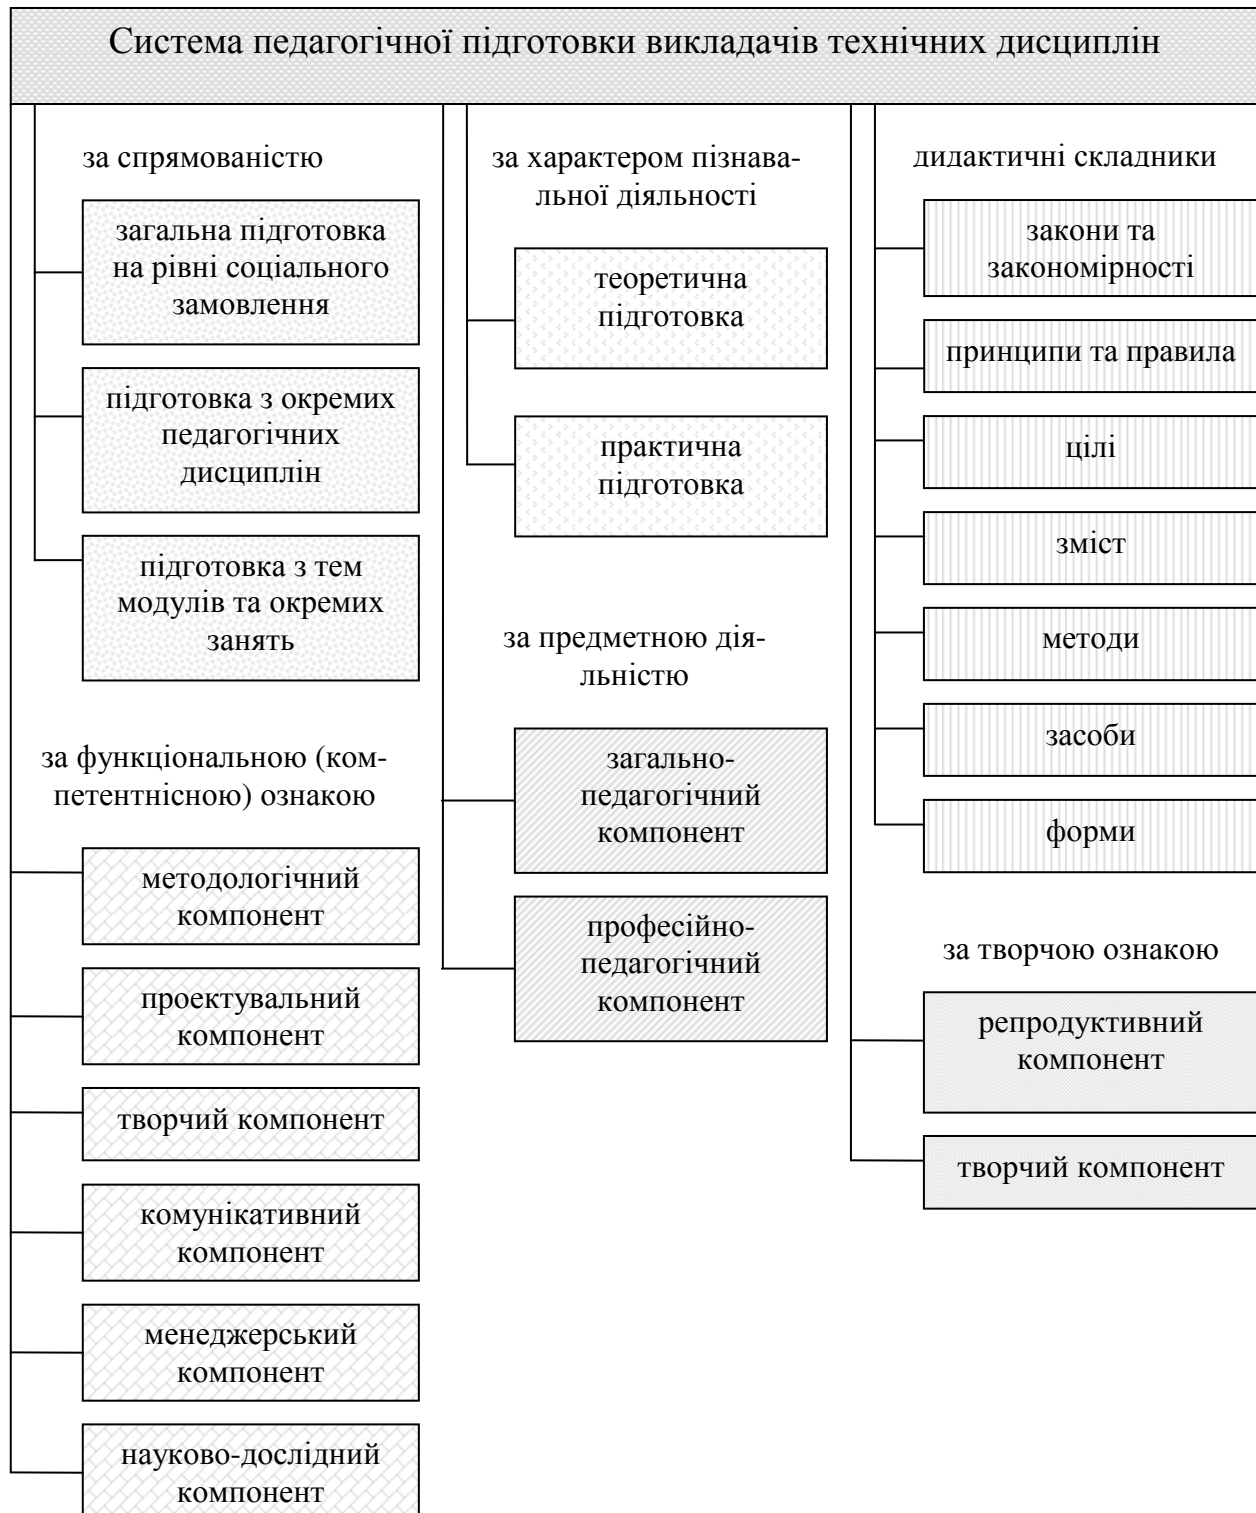 Система педагогічної підготовки викладачів технічних дисциплін
за спрямованістю
загальна підготовка
на рівні соціального
замовлення
підготовка з окремих
педагогічних
дисциплін
підготовка з тем
модулів та окремих
занять
за функціональною (ком-
петентнісною) ознакою
методологічний
компонент
проектувальний
компонент
творчий компонент
комунікативний
компонент
менеджерський
компонент
науково-дослідний
компонент
за характером пізнава-
льної діяльності
теоретична
підготовка
практична
підготовка
за предметною дія-
льністю
загально-
педагогічний
компонент
професійно-
педагогічний
компонент
дидактичні складники
закони та
закономірності
принципи та правила
цілі
зміст
методи
засоби
форми
за творчою ознакою
репродуктивний
компонент
творчий компонент